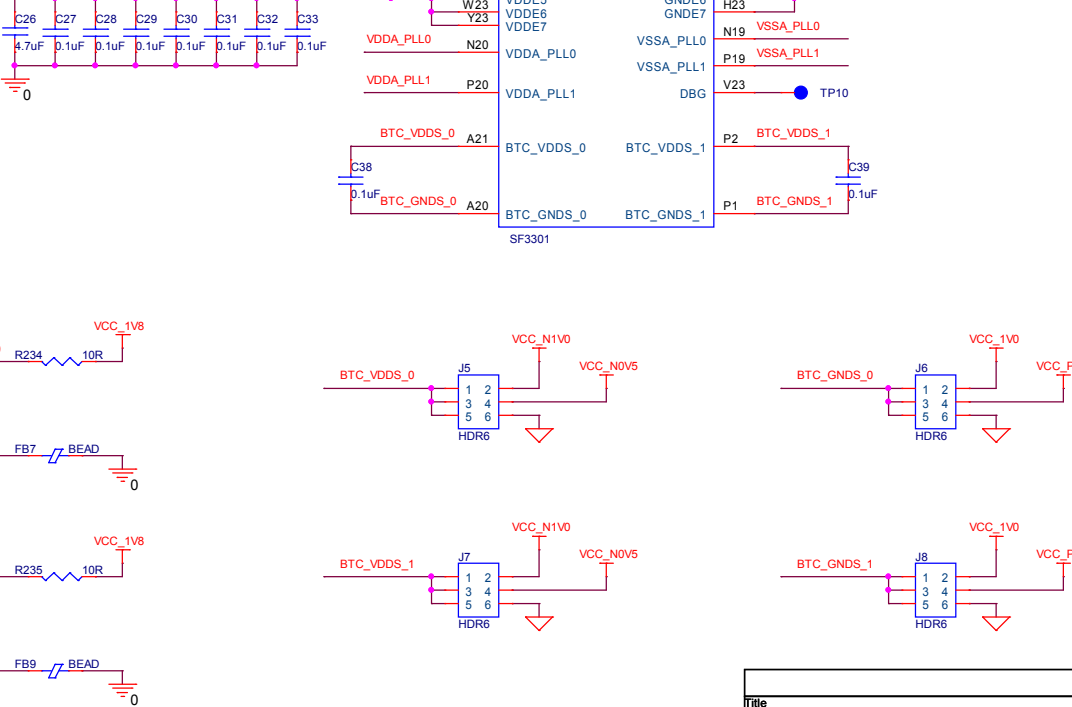 W23
VDDE6
GNDE7
H23
Y23
VDDE7
C26
C27
C28
C29
C30
C31
C32
C33
4.7uF
0.1uF
0.1uF
0.1uF
0.1uF
0.1uF
0.1uF
0.1uF
0
VDDA_PLL0
N20
VDDA_PLL0
VSSA_PLL0
N19
VSSA_PLL0
VDDA_PLL1
P20
VDDA_PLL1
VSSA_PLL1
P19
VSSA_PLL1
DBG
V23
TP10
BTC_VDDS_0
A21
BTC_VDDS_0
BTC_VDDS_1
P2
BTC_VDDS_1
C38
0.1uF
C39
0.1uF
BTC_GNDS_0
A20
BTC_GNDS_0
BTC_GNDS_1
P1
BTC_GNDS_1
SF3301
VCC_1V8
R234
10R
FB7
BEAD
0
VCC_1V8
R235
10R
FB9
BEAD
0
VCC_N1V0
VCC_N0V5
BTC_VDDS_0
J5
1 2
3 4
5 6
HDR6
VCC_1V0
VCC_P
BTC_GNDS_0
J6
1 2
3 4
5 6
HDR6
VCC_N1V0
VCC_N0V5
BTC_VDDS_1
J7
1 2
3 4
5 6
HDR6
VCC_1V0
VCC_P
BTC_GNDS_1
J8
1 2
3 4
5 6
HDR6
Title